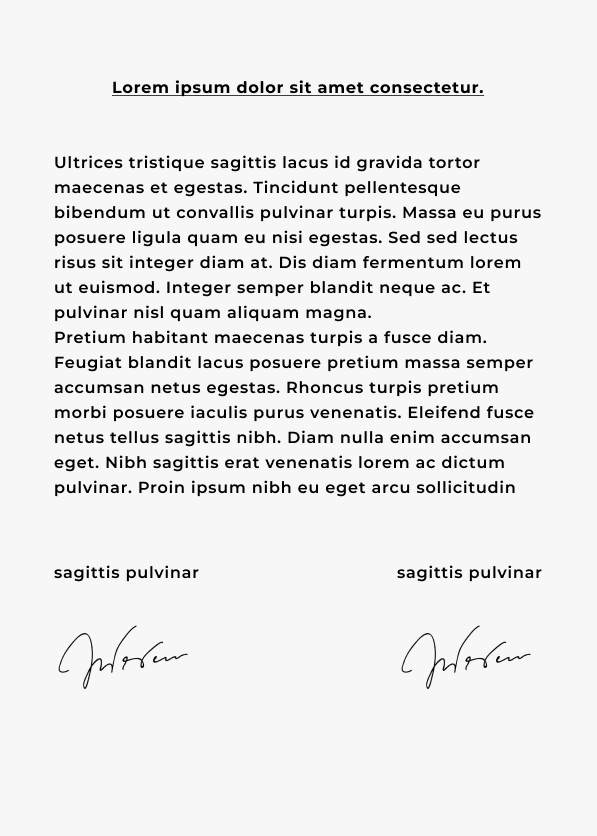 Lorem ipsum dolor sit amet consectetur.
Ultrices tristique sagittis lacus id gravida tortor
maecenas et egestas. Tincidunt pellentesque
bibendum ut convallis pulvinar turpis. Massa eu purus
posuere ligula quam eu nisi egestas. Sed sed lectus
risus sit integer diam at. Dis diam fermentum lorem
ut euismod. Integer semper blandit neque ac. Et
pulvinar nisl quam aliquam magna.
Pretium habitant maecenas turpis a fusce diam.
Feugiat blandit lacus posuere pretium massa semper
accumsan netus egestas. Rhoncus turpis pretium
morbi posuere iaculis purus venenatis. Eleifend fusce
netus tellus sagittis nibh. Diam nulla enim accumsan
eget. Nibh sagittis erat venenatis lorem ac dictum
pulvinar. Proin ipsum nibh eu eget arcu sollicitudin
sagittis pulvinar sagittis pulvinar